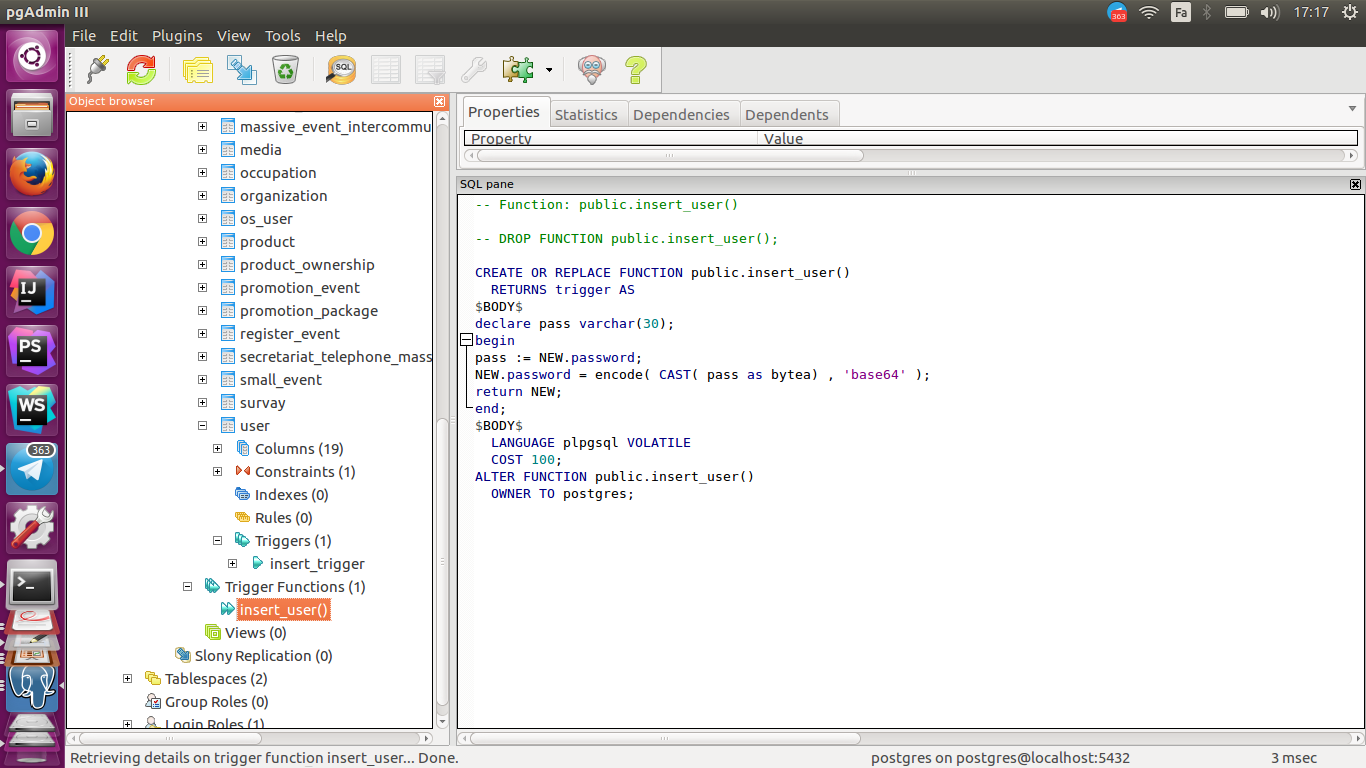 pgAdmin III
363
Fa
17:17
File Edit Plugins View Tools Help
SQL
Object browser
massive_event_intercommu
media
occupation
organization
os_user
product
product_ownership
promotion_event
promotion_package
register_event
secretariat_telephone_mass
small_event
survay
user
Columns (19)
Constraints (1)
Indexes (0)
Rules (0)
Triggers (1)
insert_trigger
Trigger Functions (1)
insert_user()
Views (0)
Slony Replication (0)
Tablespaces (2)
Group Roles (0)
Login Roles (1)
IJ
PS
WS
363
>_
Properties Statistics Dependencies Dependents
Property Value
SQL pane
-- Function: public.insert_user()
-- DROP FUNCTION public.insert_user();
CREATE OR REPLACE FUNCTION public.insert_user()
RETURNS trigger AS
$BODY$
declare pass varchar(30);
begin
pass := NEW.password;
NEW.password = encode( CAST( pass as bytea) , 'base64' );
return NEW;
end;
$BODY$
LANGUAGE plpgsql VOLATILE
COST 100;
ALTER FUNCTION public.insert_user()
OWNER TO postgres;
Retrieving details on trigger function insert_user... Done.
postgres on postgres@localhost:5432
3 msec